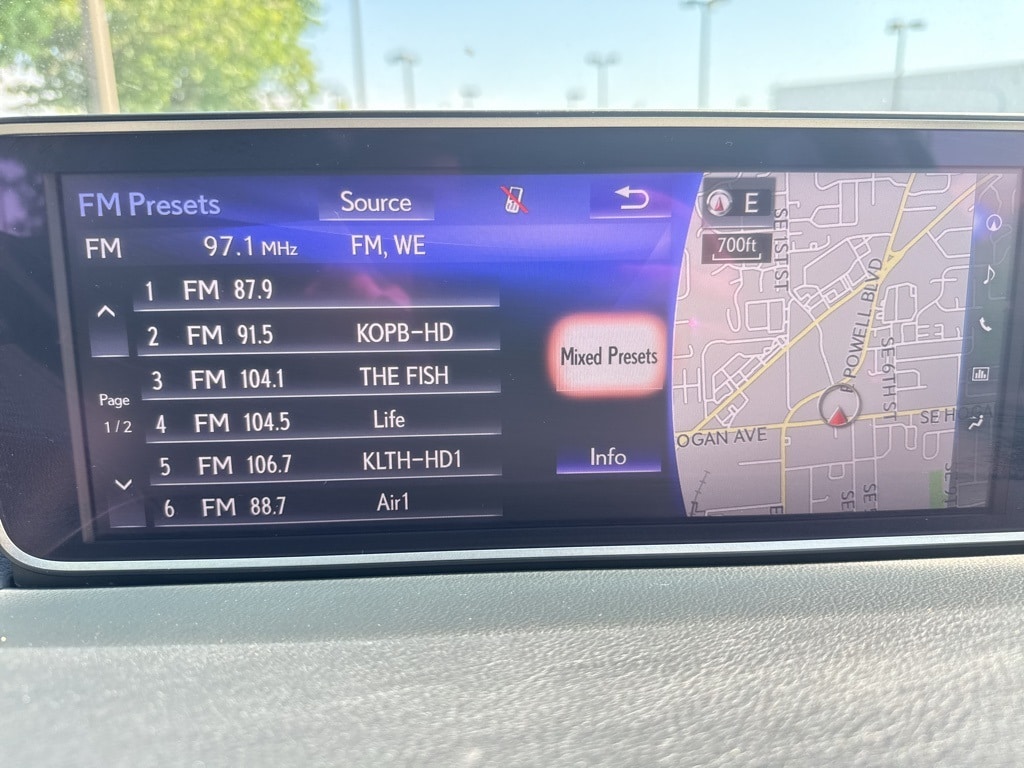 FM Presets Source
FM 97.1 MHz FM, WE
1 FM 87.9
2 FM 91.5 KOPB-HD
3 FM 104.1 THE FISH
4 FM 104.5 Life
5 FM 106.7 KLTH-HD1
6 FM 88.7 Air1
Page
1/2
Mixed Presets
Info
E
700ft
SE 1ST ST
E POWELL BLVD
SE 6TH ST
OGAN AVE
SE H